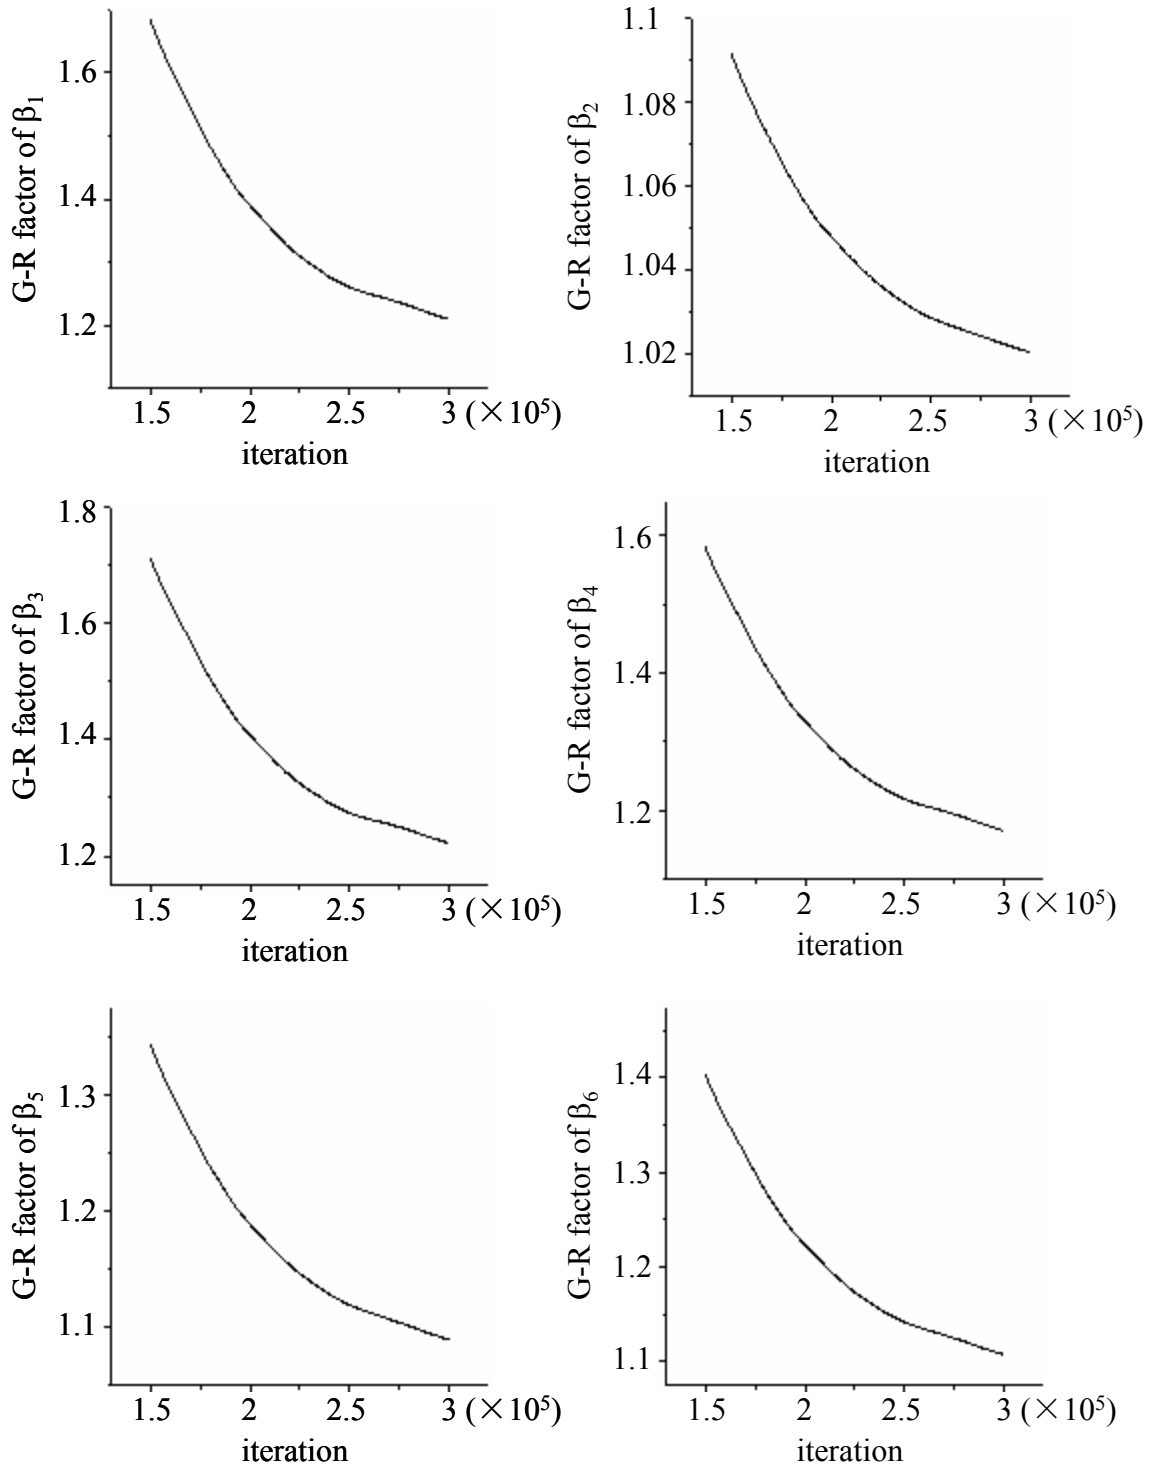 G-R factor of β₁
1.6
1.4
1.2
1.5 2 2.5 3 (×10⁵)
iteration
G-R factor of β₂
1.1
1.08
1.06
1.04
1.02
1.5 2 2.5 3 (×10⁵)
iteration
G-R factor of β₃
1.8
1.6
1.4
1.2
1.5 2 2.5 3 (×10⁵)
iteration
G-R factor of β₄
1.6
1.4
1.2
1.5 2 2.5 3 (×10⁵)
iteration
G-R factor of β₅
1.3
1.2
1.1
1.5 2 2.5 3 (×10⁵)
iteration
G-R factor of β₆
1.4
1.3
1.2
1.1
1.5 2 2.5 3 (×10⁵)
iteration